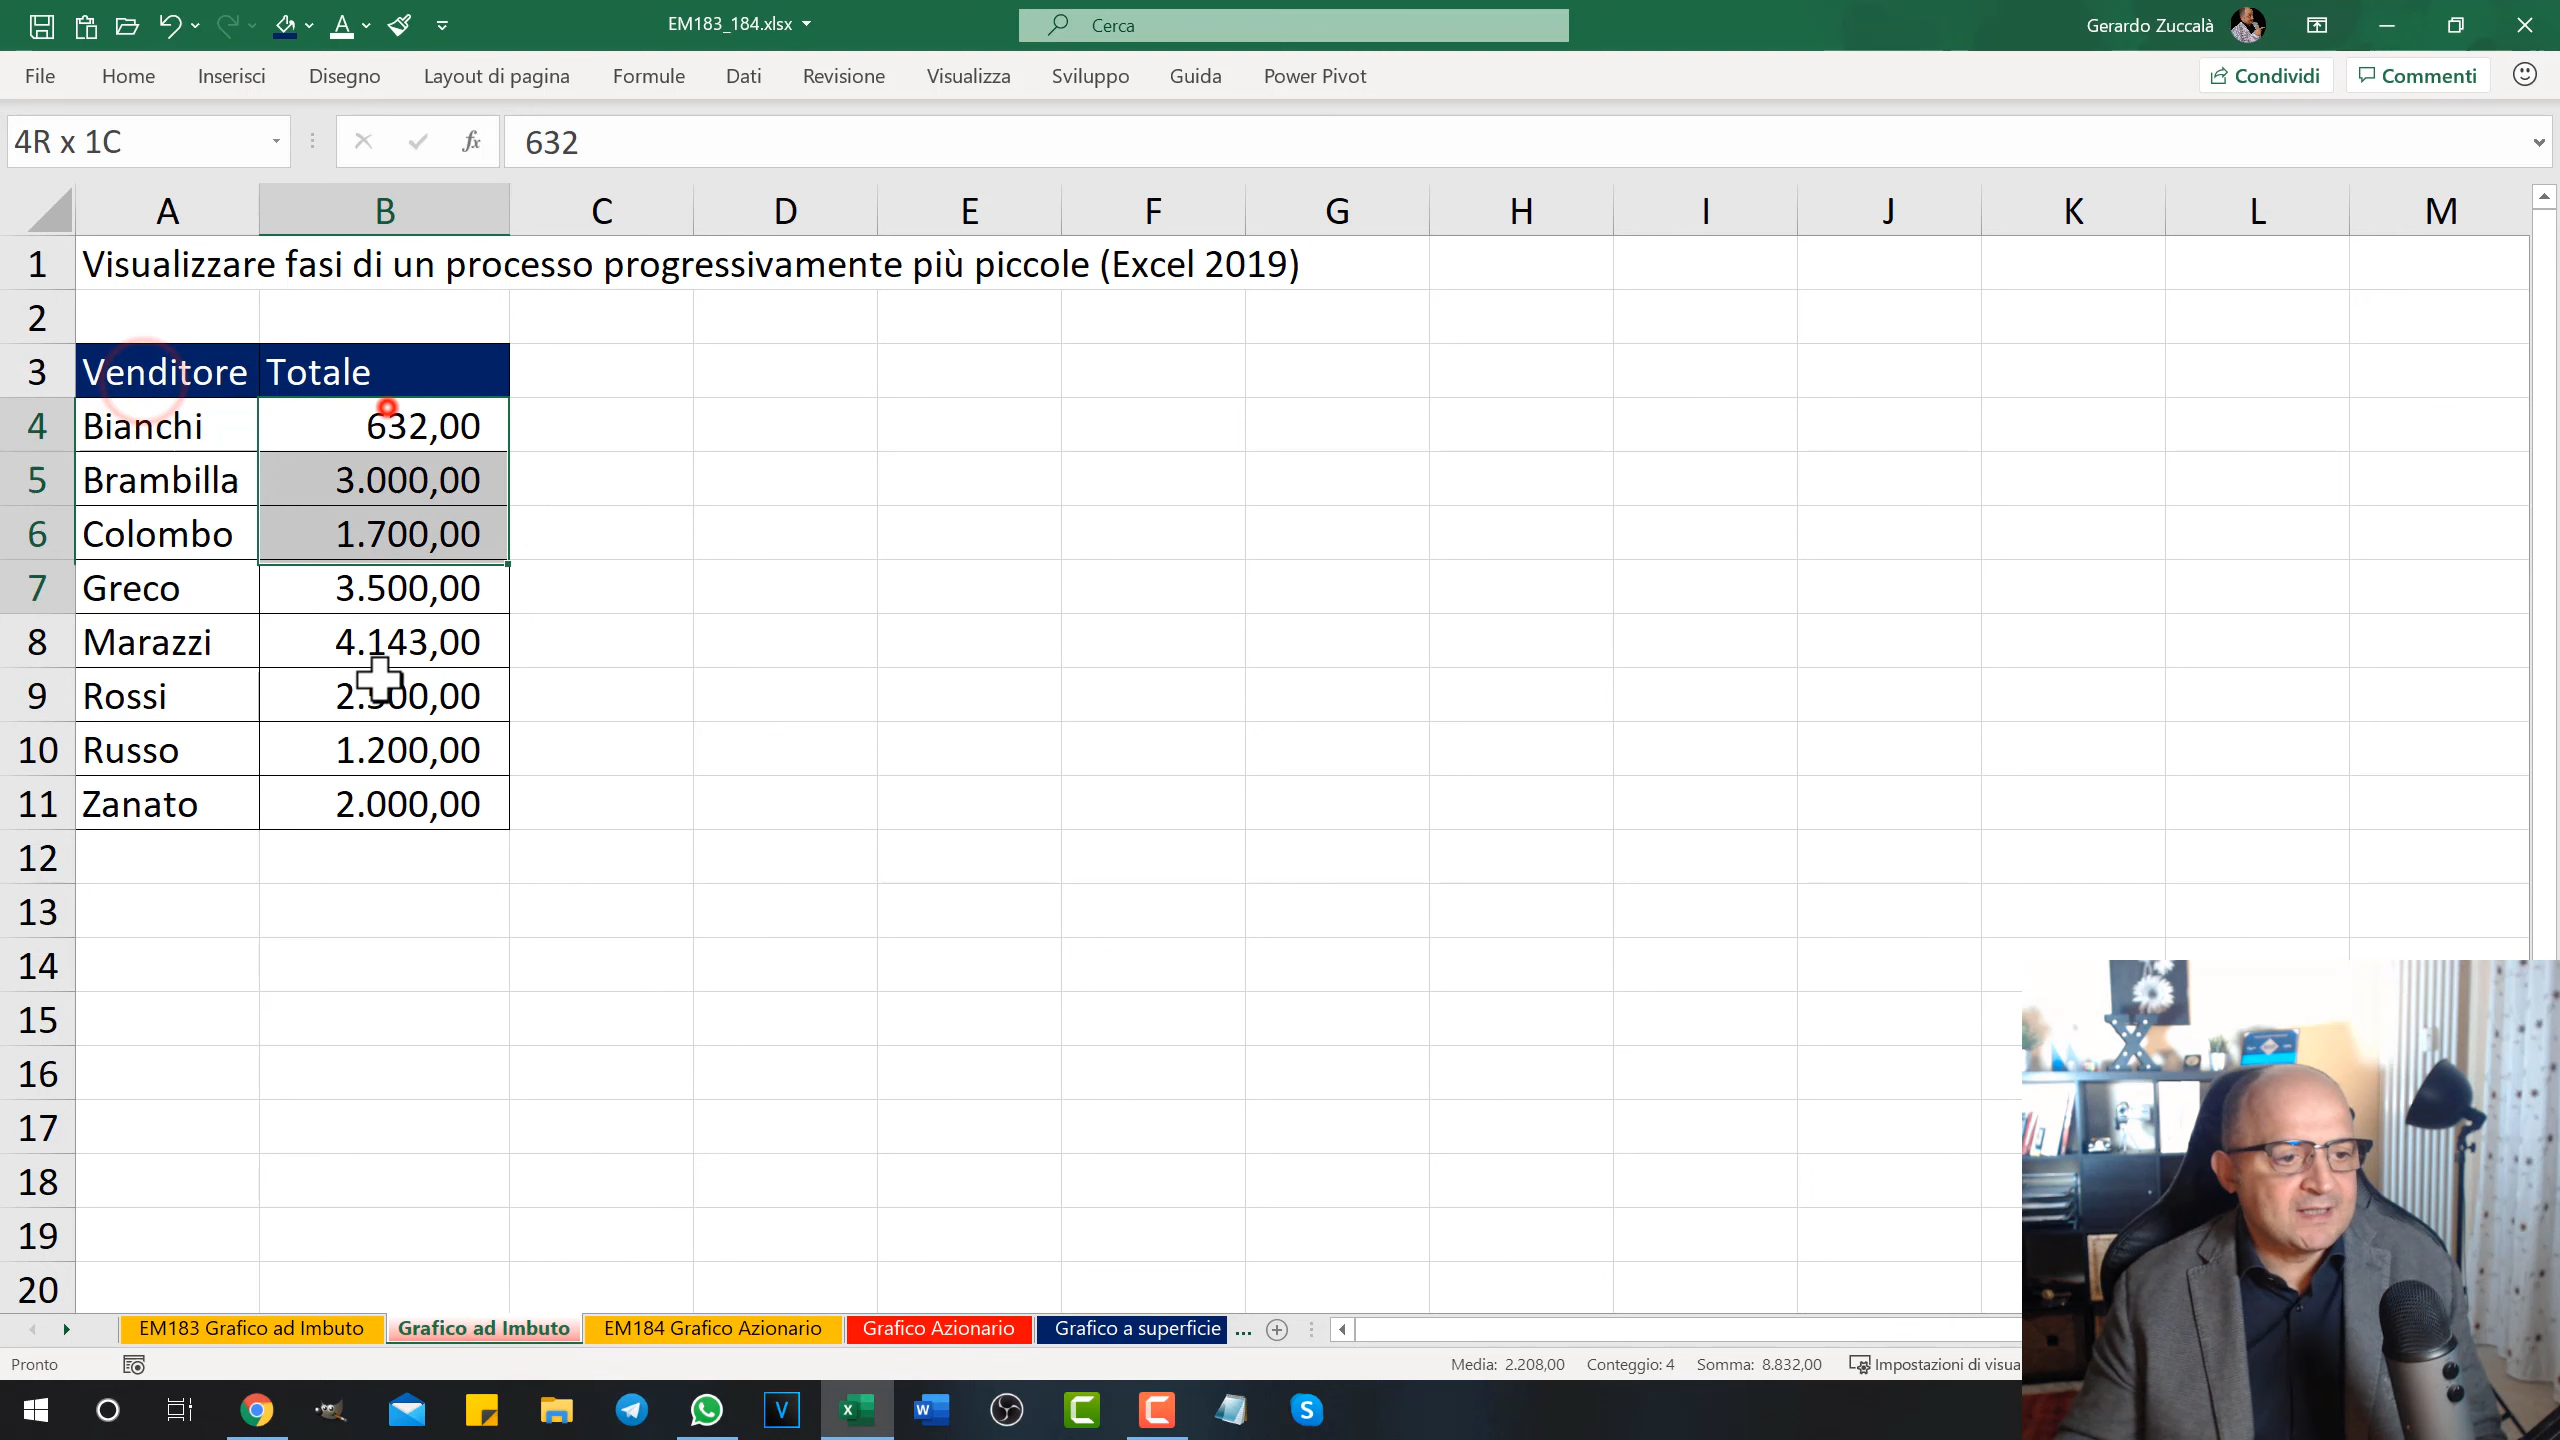 EM183_184.xlsx
Cerca
Gerardo Zuccalà
File Home Inserisci Disegno Layout di pagina Formule Dati Revisione Visualizza Sviluppo Guida Power Pivot Condividi Commenti
4R x 1C fx 632
A B C D E F G H I J K L M
1 Visualizzare fasi di un processo progressivamente più piccole (Excel 2019)
2
3 Venditore Totale
4 Bianchi 632,00
5 Brambilla 3.000,00
6 Colombo 1.700,00
7 Greco 3.500,00
8 Marazzi 4.143,00
9 Rossi
10 Russo 1.200,00
11 Zanato 2.000,00
12
13
14
15
16
17
18
19
20
EM183 Grafico ad Imbuto Grafico ad Imbuto EM184 Grafico Azionario Grafico Azionario Grafico a superficie ...
Pronto Media: 2.208,00 Conteggio: 4 Somma: 8.832,00 Impostazioni di visua